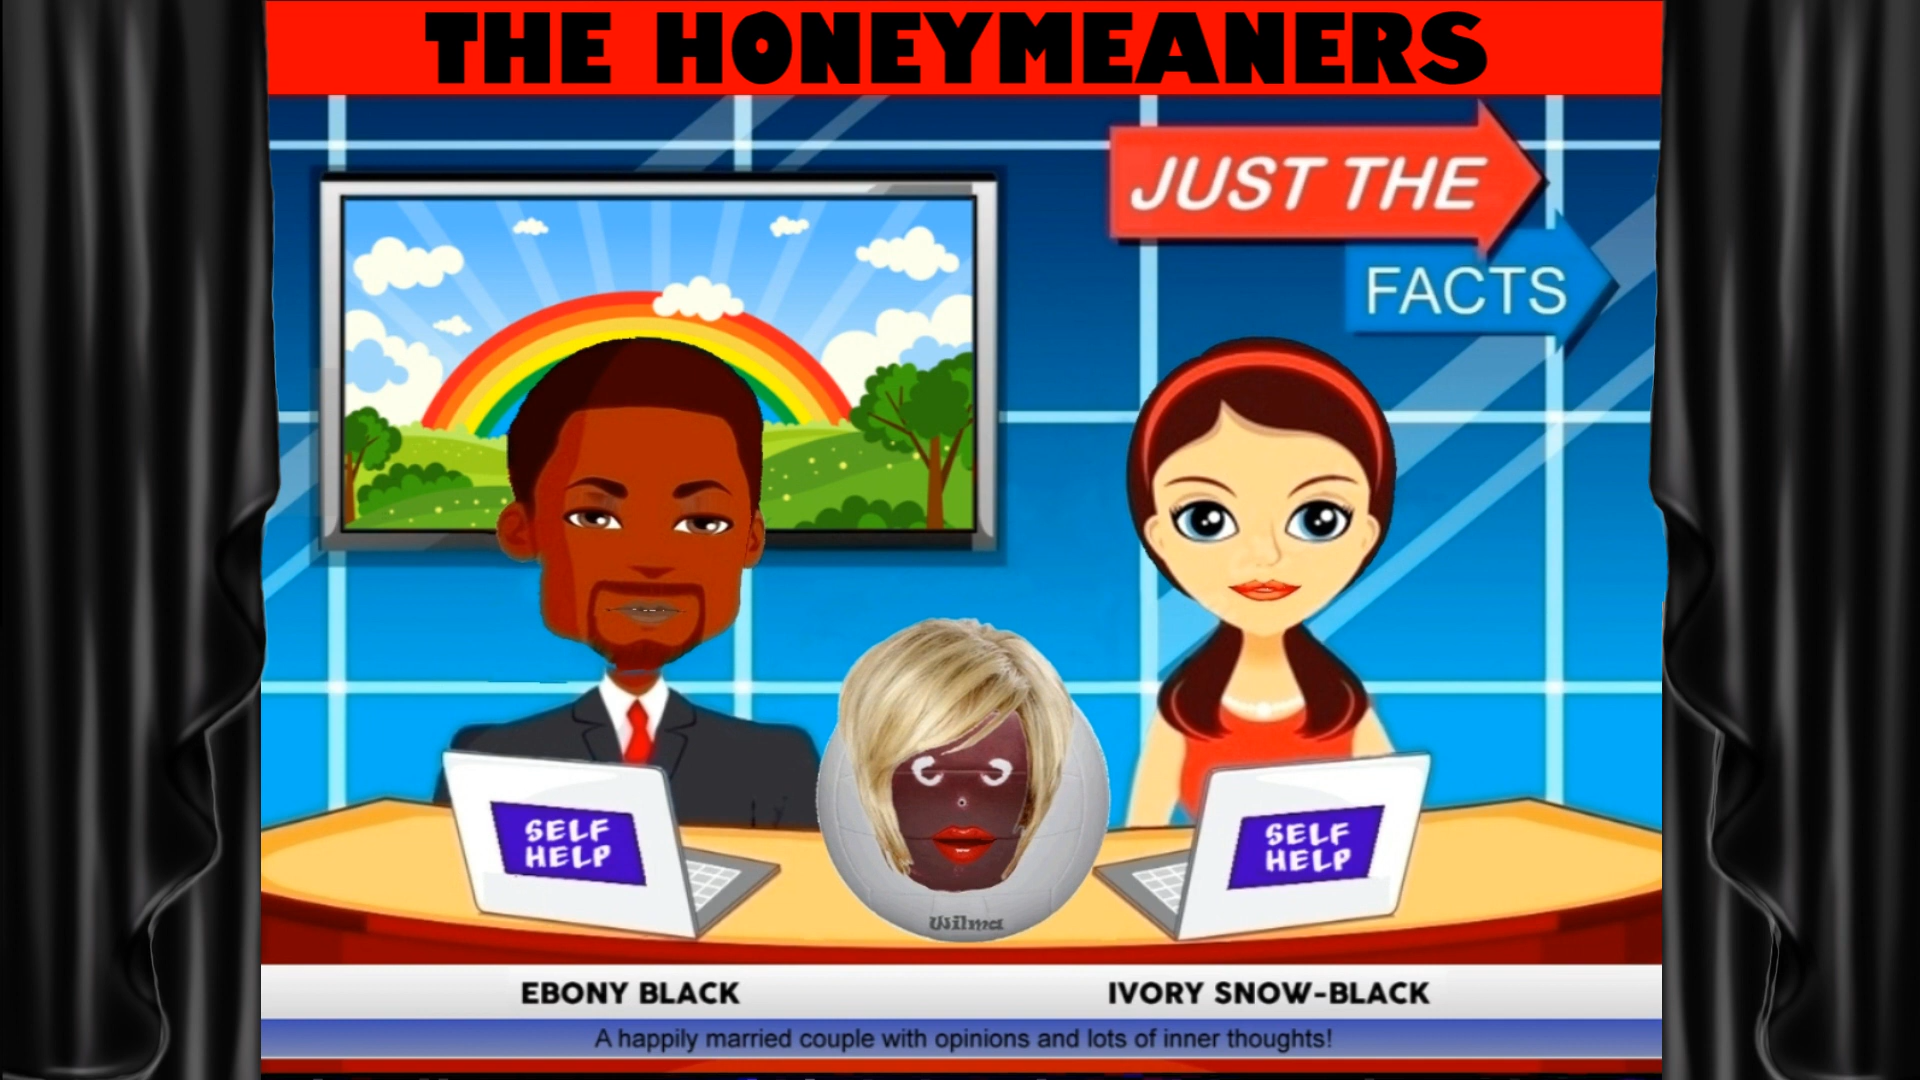 THE HONEYMEANERS
JUST THE
FACTS
SELF
HELP
SELF
HELP
Wilma
EBONY BLACK
IVORY SNOW-BLACK
A happily married couple with opinions and lots of inner thoughts!